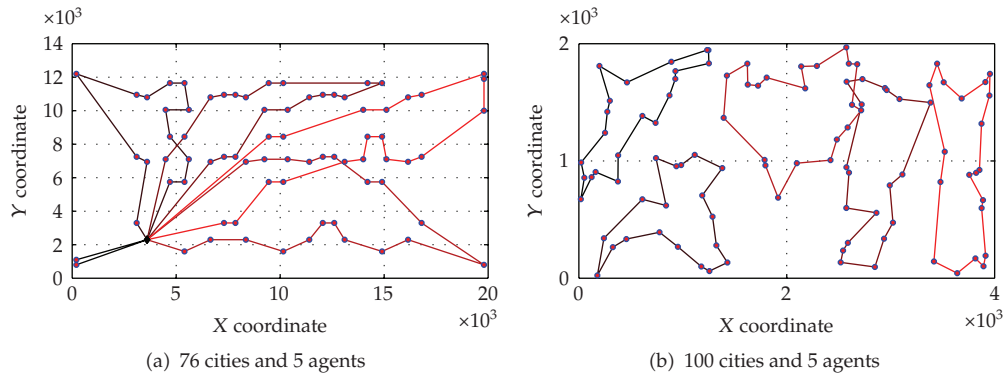 ×10³
14
12
10
8
6
4
2
0
Y coordinate
0 5 10 15 20
X coordinate
×10³
(a) 76 cities and 5 agents
×10³
2
1
0
Y coordinate
0 2 4
X coordinate
×10³
(b) 100 cities and 5 agents